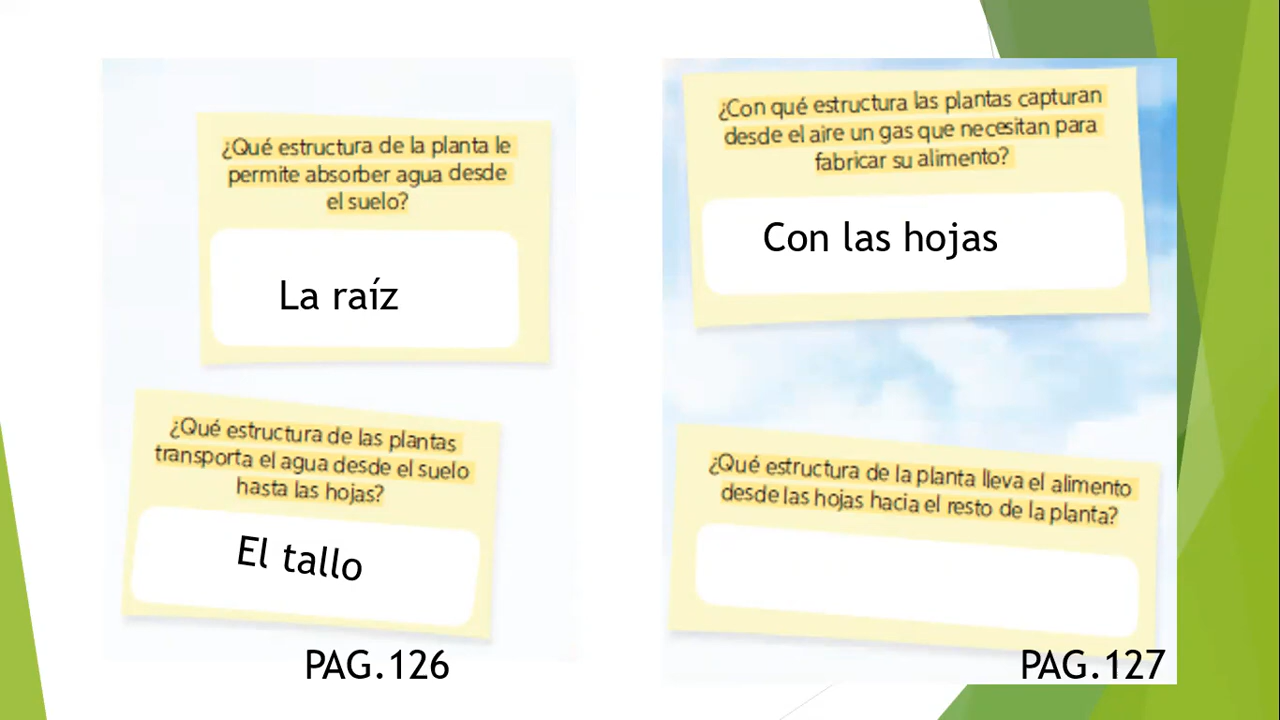 ¿Qué estructura de la planta le
permite absorber agua desde
el suelo?
La raíz
¿Qué estructura de las plantas
transporta el agua desde el suelo
hasta las hojas?
El tallo
PAG.126
¿Con qué estructura las plantas capturan
desde el aire un gas que necesitan para
fabricar su alimento?
Con las hojas
¿Qué estructura de la planta lleva el alimento
desde las hojas hacia el resto de la planta?
PAG.127